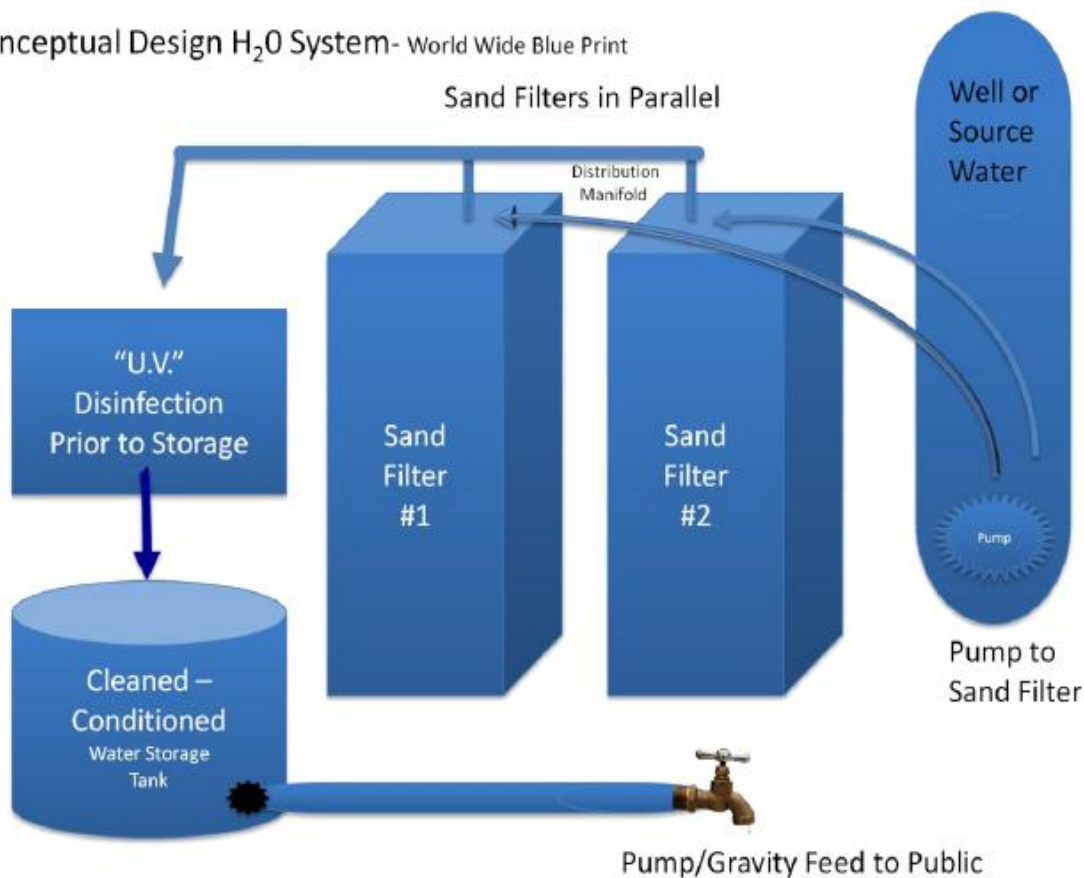 nceptual Design H₂0 System- World Wide Blue Print
Sand Filters in Parallel
Well or
Source
Water
Distribution
Manifold
"U.V."
Disinfection
Prior to Storage
Sand
Filter
#1
Sand
Filter
#2
Pump
Pump to
Sand Filter
Cleaned –
Conditioned
Water Storage
Tank
Pump/Gravity Feed to Public